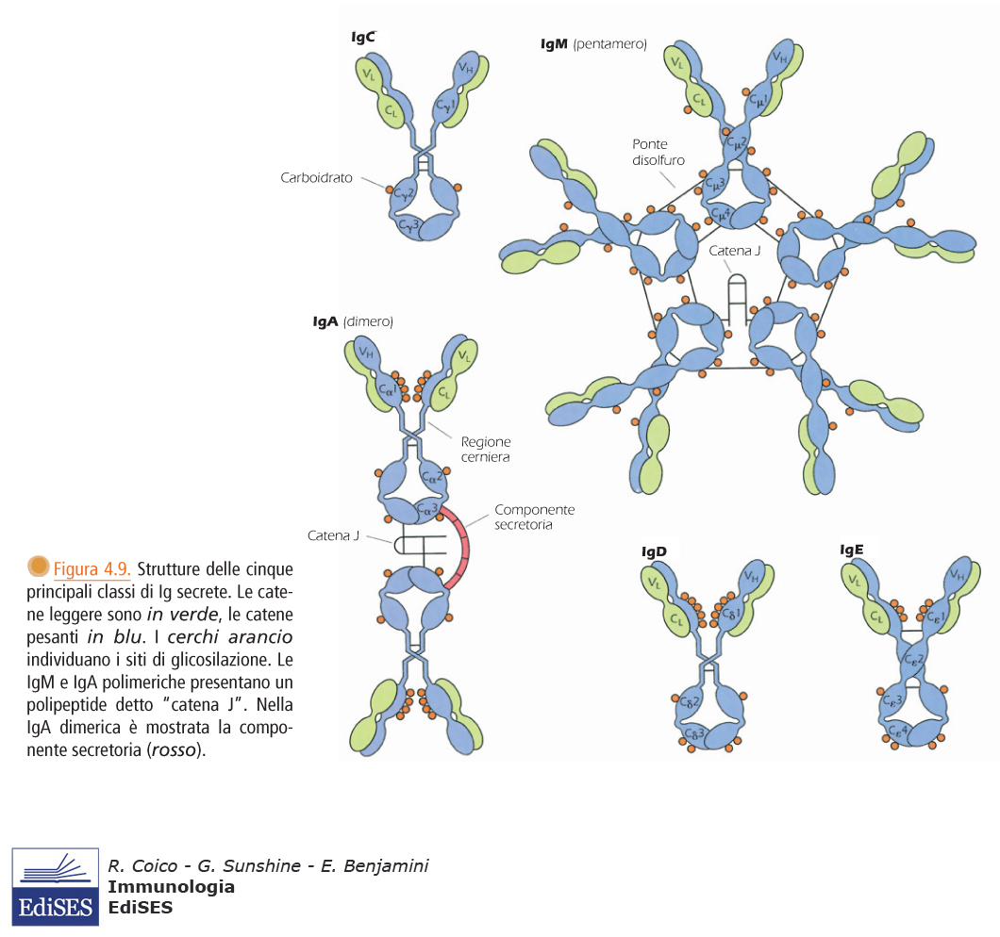 IgC
VL
CL
VH
Cγ1
Carboidrato
Cγ2
Cγ3
IgM (pentamero)
VL
CL
VH
Cμ1
Cμ2
Ponte
disolfuro
Cμ3
Cμ4
Catena J
IgA (dimero)
VH
Cα1
VL
CL
Regione
cerniera
Cα2
Cα3
Componente
secretoria
Catena J
IgD
VL
CL
VH
Cδ1
Cδ2
Cδ3
IgE
VL
CL
VH
Cε1
Cε2
Cε3
Cε4
Figura 4.9. Strutture delle cinque
principali classi di Ig secrete. Le cate-
ne leggere sono in verde, le catene
pesanti in blu. I cerchi arancio
individuano i siti di glicosilazione. Le
IgM e IgA polimeriche presentano un
polipeptide detto “catena J”. Nella
IgA dimerica è mostrata la compo-
nente secretoria (rosso).
EdiSES
R. Coico - G. Sunshine - E. Benjamini
Immunologia
EdiSES